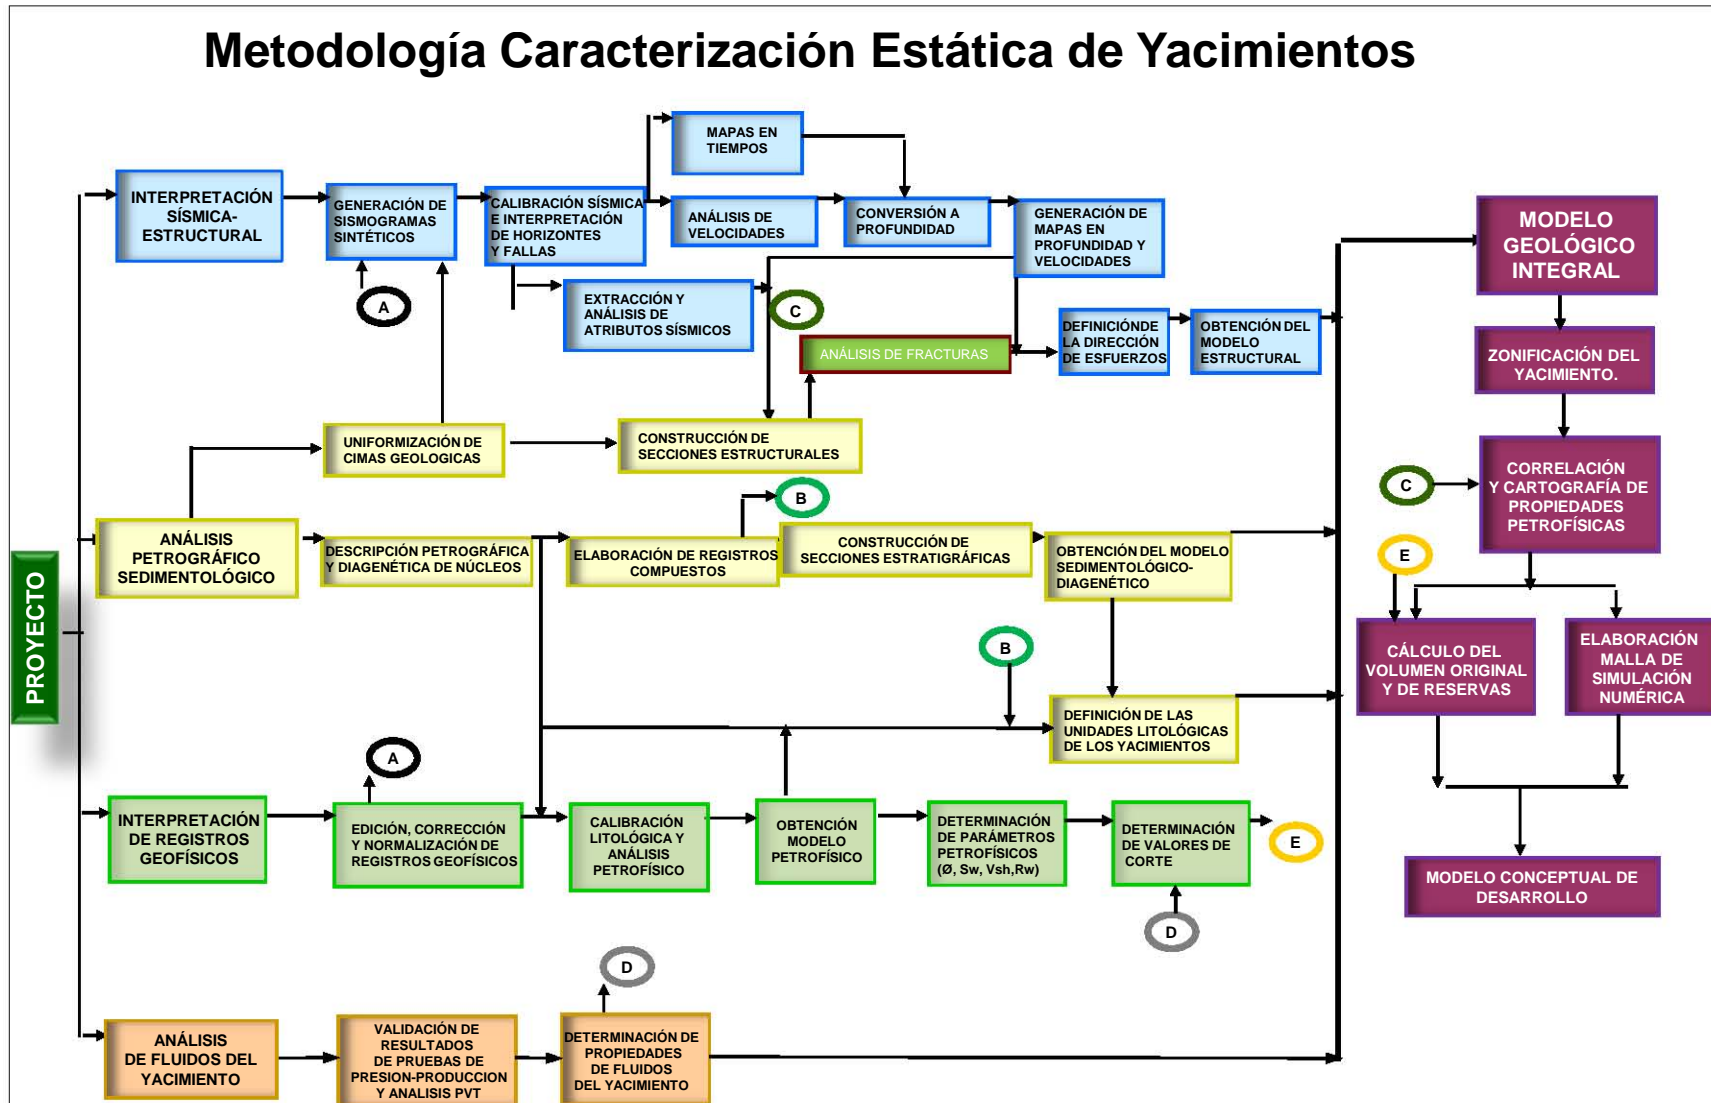 Metodología Caracterización Estática de Yacimientos
MAPAS EN
TIEMPOS
INTERPRETACIÓN
SÍSMICA-
ESTRUCTURAL
GENERACIÓN DE
SISMOGRAMAS
SINTÉTICOS
CALIBRACIÓN SÍSMICA
E INTERPRETACIÓN
DE HORIZONTES
Y FALLAS
ANÁLISIS DE
VELOCIDADES
CONVERSIÓN A
PROFUNDIDAD
GENERACIÓN DE
MAPAS EN
PROFUNDIDAD Y
VELOCIDADES
MODELO
GEOLÓGICO
INTEGRAL
A
EXTRACCIÓN Y
ANÁLISIS DE
ATRIBUTOS SÍSMICOS
C
ANÁLISIS DE FRACTURAS
DEFINICIÓNDE
LA DIRECCIÓN
DE ESFUERZOS
OBTENCIÓN DEL
MODELO
ESTRUCTURAL
ZONIFICACIÓN DEL
YACIMIENTO.
UNIFORMIZACIÓN DE
CIMAS GEOLOGICAS
CONSTRUCCIÓN DE
SECCIONES ESTRUCTURALES
C
CORRELACIÓN
Y CARTOGRAFÍA DE
PROPIEDADES
PETROFÍSICAS
B
ANÁLISIS
PETROGRÁFICO
SEDIMENTOLÓGICO
DESCRIPCIÓN PETROGRÁFICA
Y DIAGENÉTICA DE NÚCLEOS
ELABORACIÓN DE REGISTROS
COMPUESTOS
CONSTRUCCIÓN DE
SECCIONES ESTRATIGRÁFICAS
OBTENCIÓN DEL MODELO
SEDIMENTOLÓGICO-
DIAGENÉTICO
E
PROYECTO
B
CÁLCULO DEL
VOLUMEN ORIGINAL
Y DE RESERVAS
ELABORACIÓN
MALLA DE
SIMULACIÓN
NUMÉRICA
DEFINICIÓN DE LAS
UNIDADES LITOLÓGICAS
DE LOS YACIMIENTOS
A
INTERPRETACIÓN
DE REGISTROS
GEOFÍSICOS
EDICIÓN, CORRECCIÓN
Y NORMALIZACIÓN DE
REGISTROS GEOFÍSICOS
CALIBRACIÓN
LITOLÓGICA Y
ANÁLISIS
PETROFÍSICO
OBTENCIÓN
MODELO
PETROFÍSICO
DETERMINACIÓN
DE PARÁMETROS
PETROFÍSICOS
(Ø, Sw, Vsh,Rw)
DETERMINACIÓN
DE VALORES DE
CORTE
E
MODELO CONCEPTUAL DE
DESARROLLO
D
D
ANÁLISIS
DE FLUIDOS DEL
YACIMIENTO
VALIDACIÓN DE
RESULTADOS
DE PRUEBAS DE
PRESION-PRODUCCION
Y ANALISIS PVT
DETERMINACIÓN DE
PROPIEDADES
DE FLUIDOS
DEL YACIMIENTO